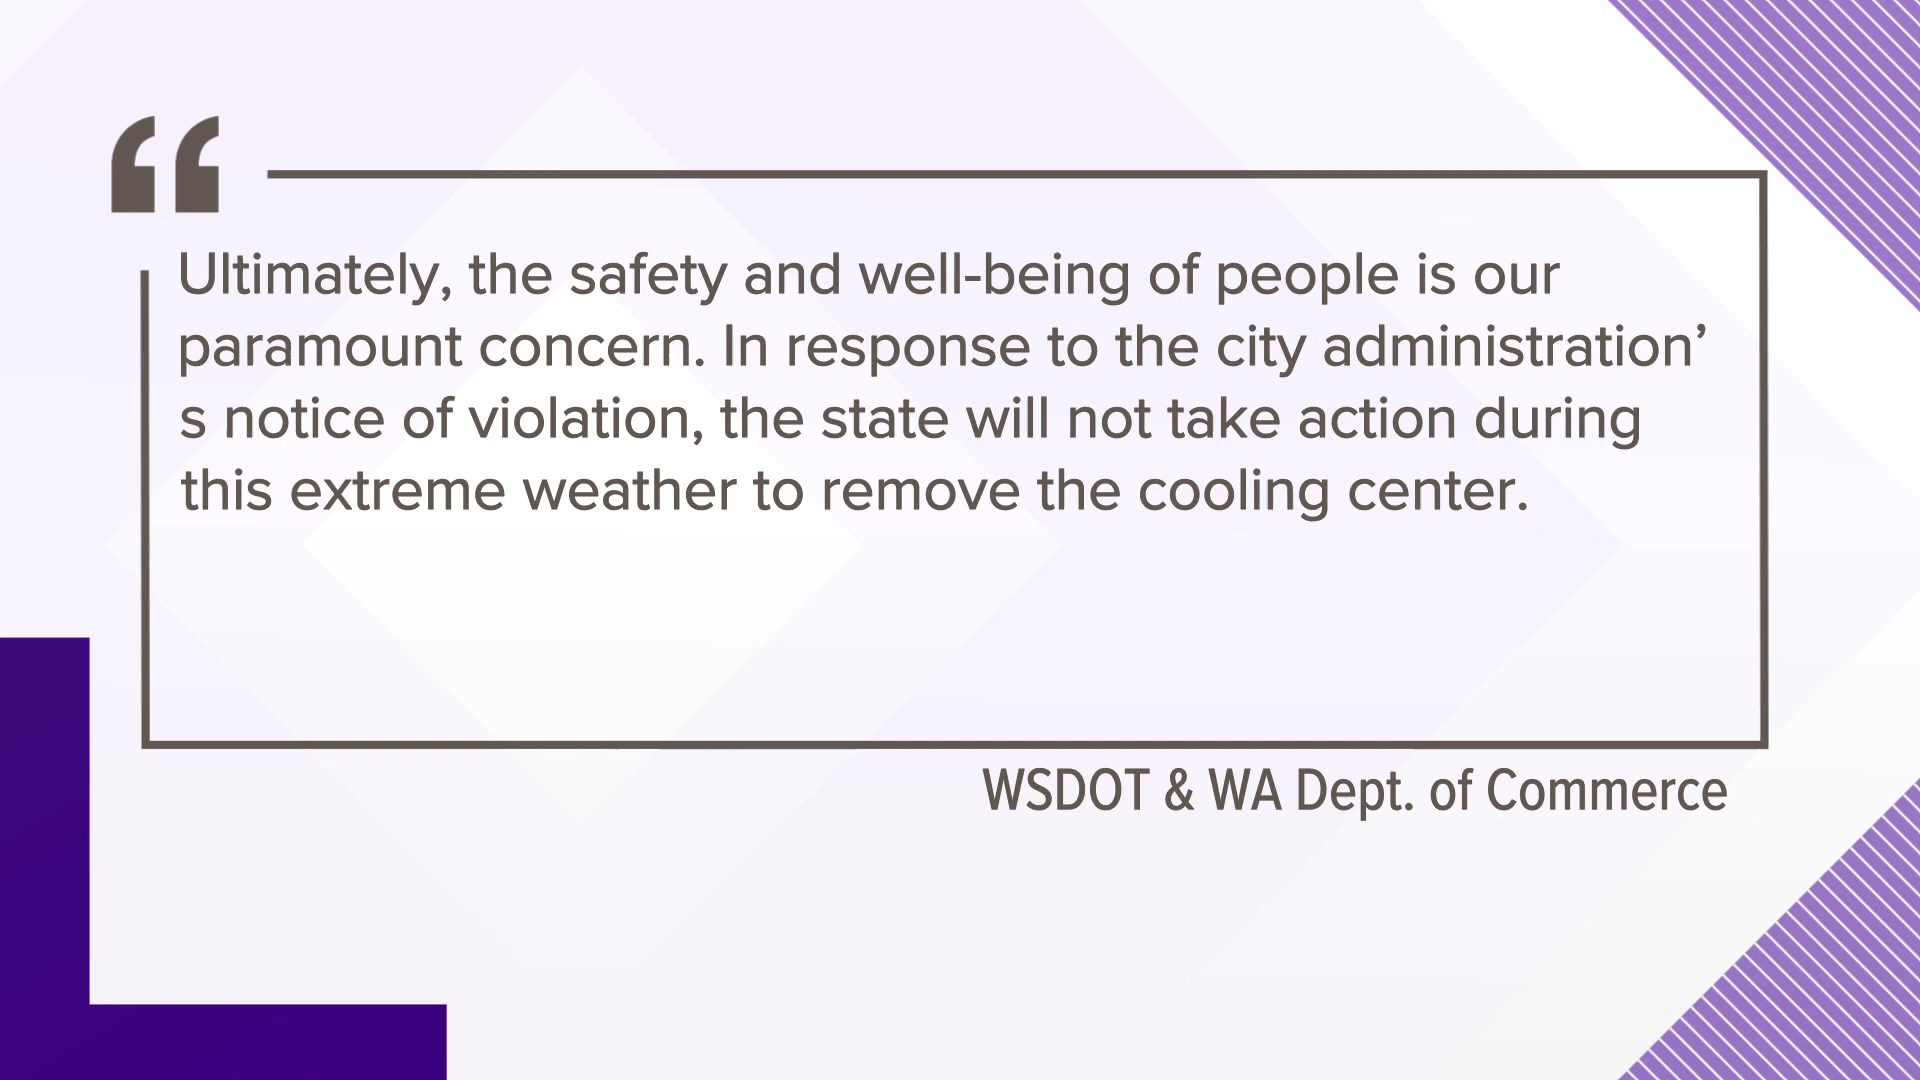 “
Ultimately, the safety and well-being of people is our
paramount concern. In response to the city administration’
s notice of violation, the state will not take action during
this extreme weather to remove the cooling center.
WSDOT & WA Dept. of Commerce